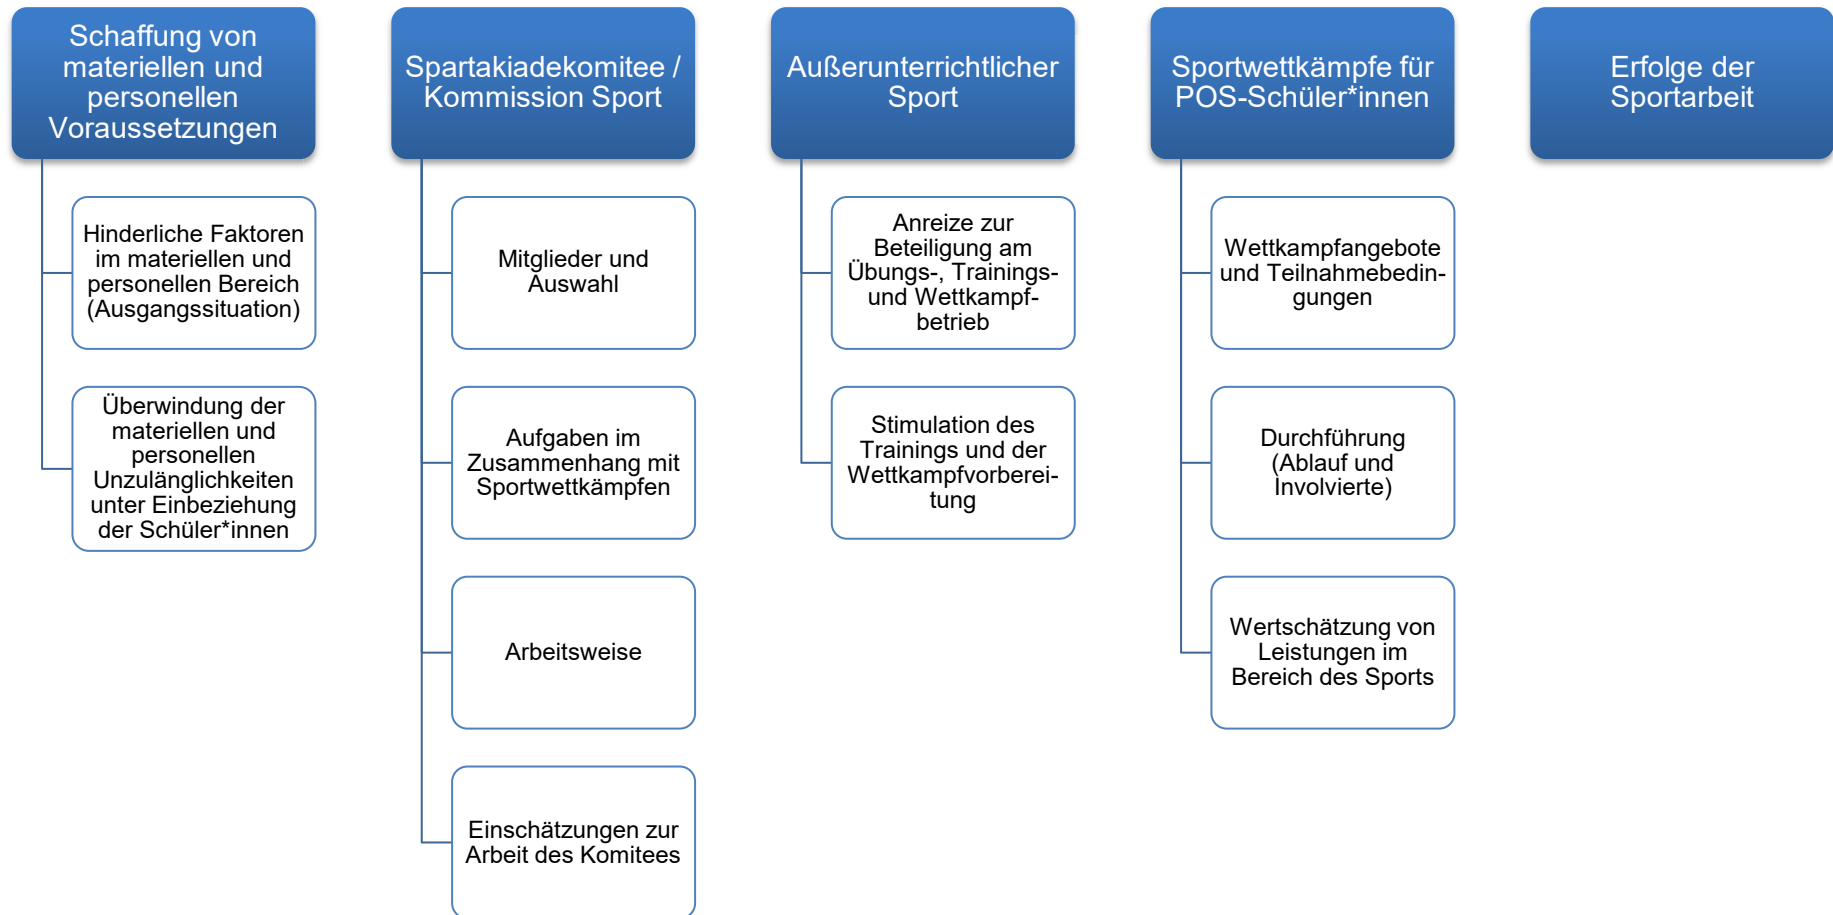 Schaffung von
materiellen und
personellen
Voraussetzungen
Hinderliche Faktoren
im materiellen und
personellen Bereich
(Ausgangssituation)
Überwindung der
materiellen und
personellen
Unzulänglichkeiten
unter Einbeziehung
der Schüler*innen
Spartakiadekomitee /
Kommission Sport
Mitglieder und
Auswahl
Aufgaben im
Zusammenhang mit
Sportwettkämpfen
Arbeitsweise
Einschätzungen zur
Arbeit des Komitees
Außerunterrichtlicher
Sport
Anreize zur
Beteiligung am
Übungs-, Trainings-
und Wettkampf-
betrieb
Stimulation des
Trainings und der
Wettkampfvorberei-
tung
Sportwettkämpfe für
POS-Schüler*innen
Wettkampfangebote
und Teilnahmebedin-
gungen
Durchführung
(Ablauf und
Involvierte)
Wertschätzung von
Leistungen im
Bereich des Sports
Erfolge der
Sportarbeit